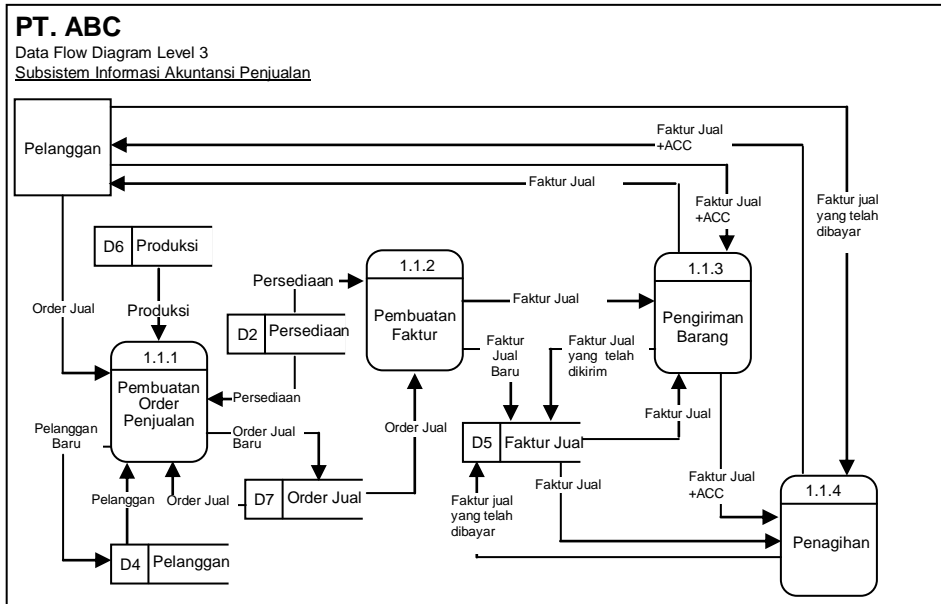 PT. ABC
Data Flow Diagram Level 3
Subsistem Informasi Akuntansi Penjualan
Pelanggan
Faktur Jual
+ACC
Faktur Jual
Faktur Jual
+ACC
Faktur jual
yang telah
dibayar
D6 Produksi
Order Jual
Produksi
Persediaan
D2 Persediaan
Persediaan
1.1.1
Pembuatan
Order
Penjualan
1.1.2
Pembuatan
Faktur
Faktur Jual
1.1.3
Pengiriman
Barang
Faktur
Jual
Baru
Faktur Jual
yang telah
dikirim
Pelanggan
Baru
Order Jual
Baru
Order Jual
Faktur Jual
D5 Faktur Jual
Pelanggan
Order Jual
D7 Order Jual
Faktur jual
yang telah
dibayar
Faktur Jual
Faktur Jual
+ACC
1.1.4
Penagihan
D4 Pelanggan